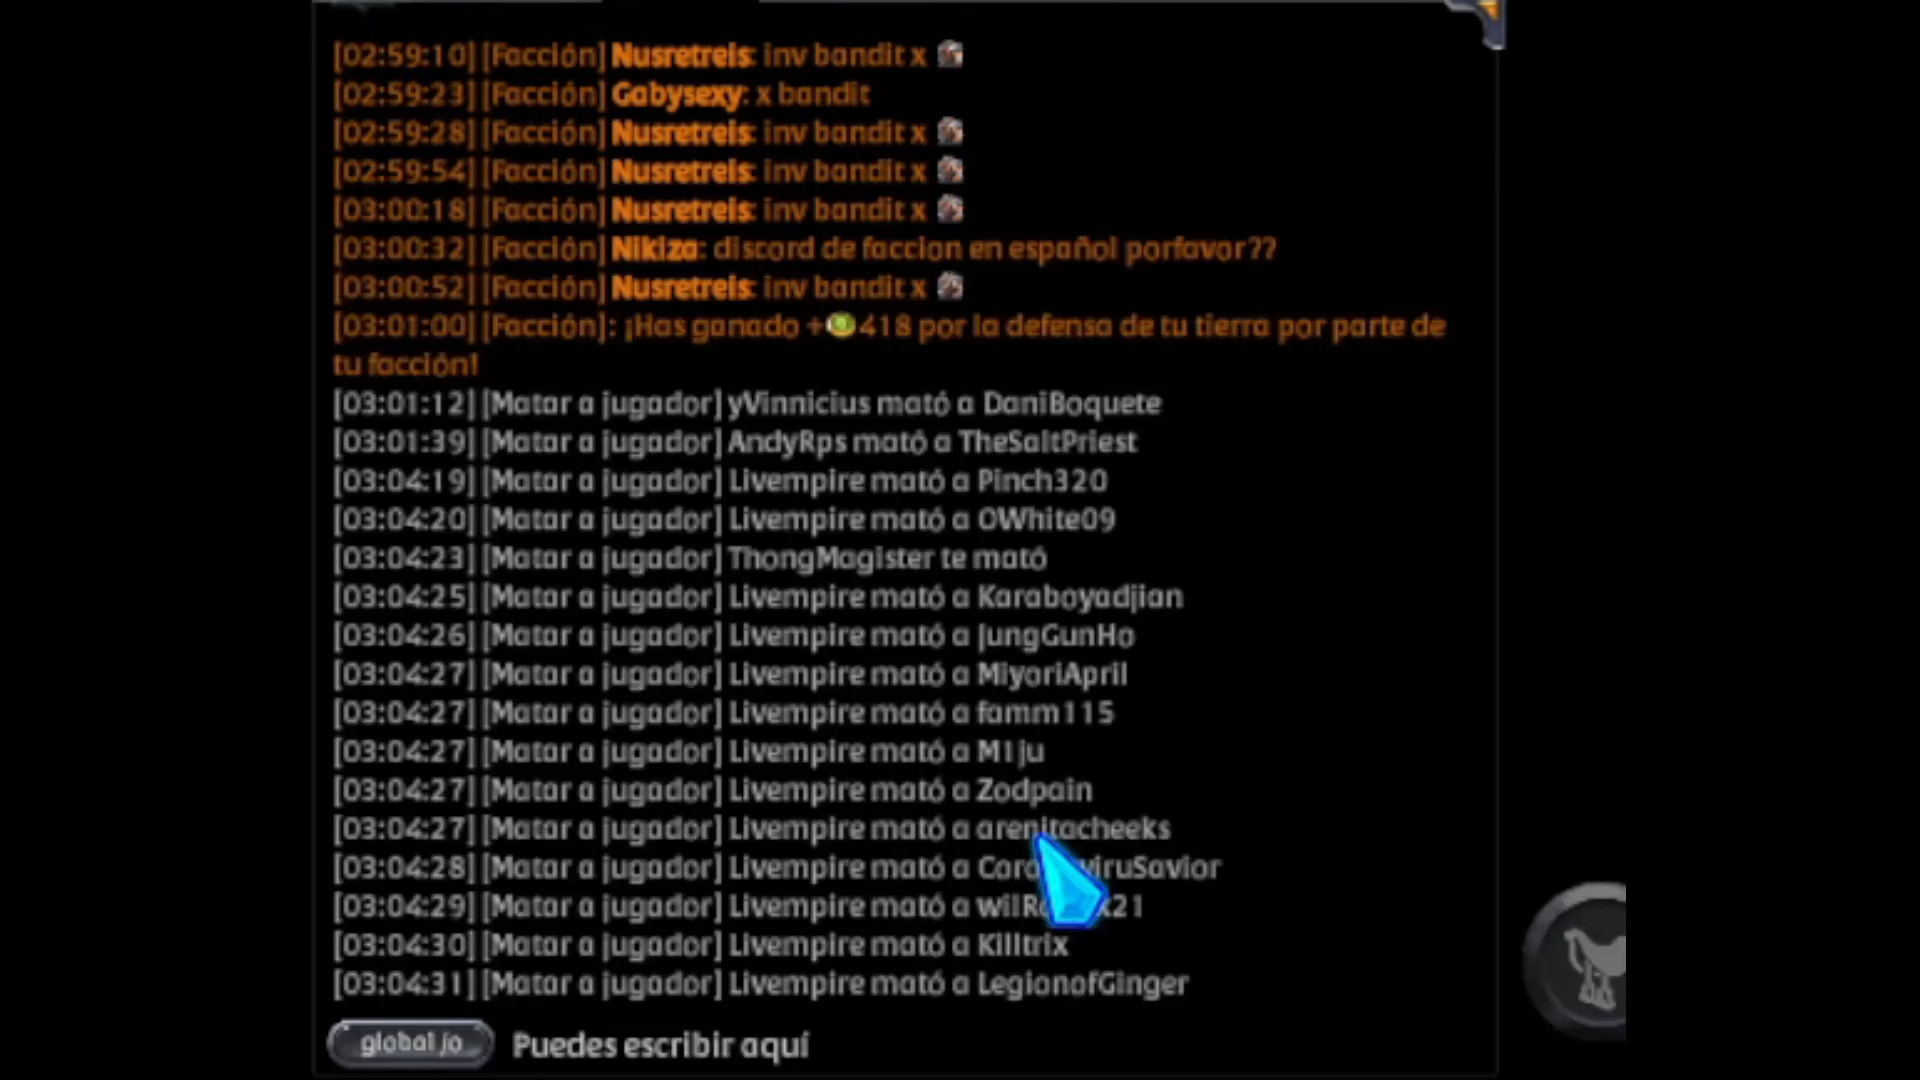 [02:59:10] [Facción] Nusretreis: inv bandit x
[02:59:23] [Facción] Gabysexy: x bandit
[02:59:28] [Facción] Nusretreis: inv bandit x
[02:59:54] [Facción] Nusretreis: inv bandit x
[03:00:18] [Facción] Nusretreis: inv bandit x
[03:00:32] [Facción] Nikiza: discord de faccion en español porfavor??
[03:00:52] [Facción] Nusretreis: inv bandit x
[03:01:00] [Facción]: ¡Has ganado +418 por la defensa de tu tierra por parte de
tu facción!
[03:01:12] [Matar a jugador] yVinnicius mató a DaniBoquete
[03:01:39] [Matar a jugador] AndyRps mató a TheSaltPriest
[03:04:19] [Matar a jugador] Livempire mató a Pinch320
[03:04:20] [Matar a jugador] Livempire mató a OWhite09
[03:04:23] [Matar a jugador] ThongMagister te mató
[03:04:25] [Matar a jugador] Livempire mató a Karaboyadjian
[03:04:26] [Matar a jugador] Livempire mató a JungGunHo
[03:04:27] [Matar a jugador] Livempire mató a MiyoriApril
[03:04:27] [Matar a jugador] Livempire mató a famm115
[03:04:27] [Matar a jugador] Livempire mató a M1ju
[03:04:27] [Matar a jugador] Livempire mató a Zodpain
[03:04:27] [Matar a jugador] Livempire mató a arenitacheeks
[03:04:28] [Matar a jugador] Livempire mató a
[03:04:29] [Matar a jugador] Livempire mató a
[03:04:30] [Matar a jugador] Livempire mató a Killtrix
[03:04:31] [Matar a jugador] Livempire mató a LegionofGinger
global /o Puedes escribir aquí